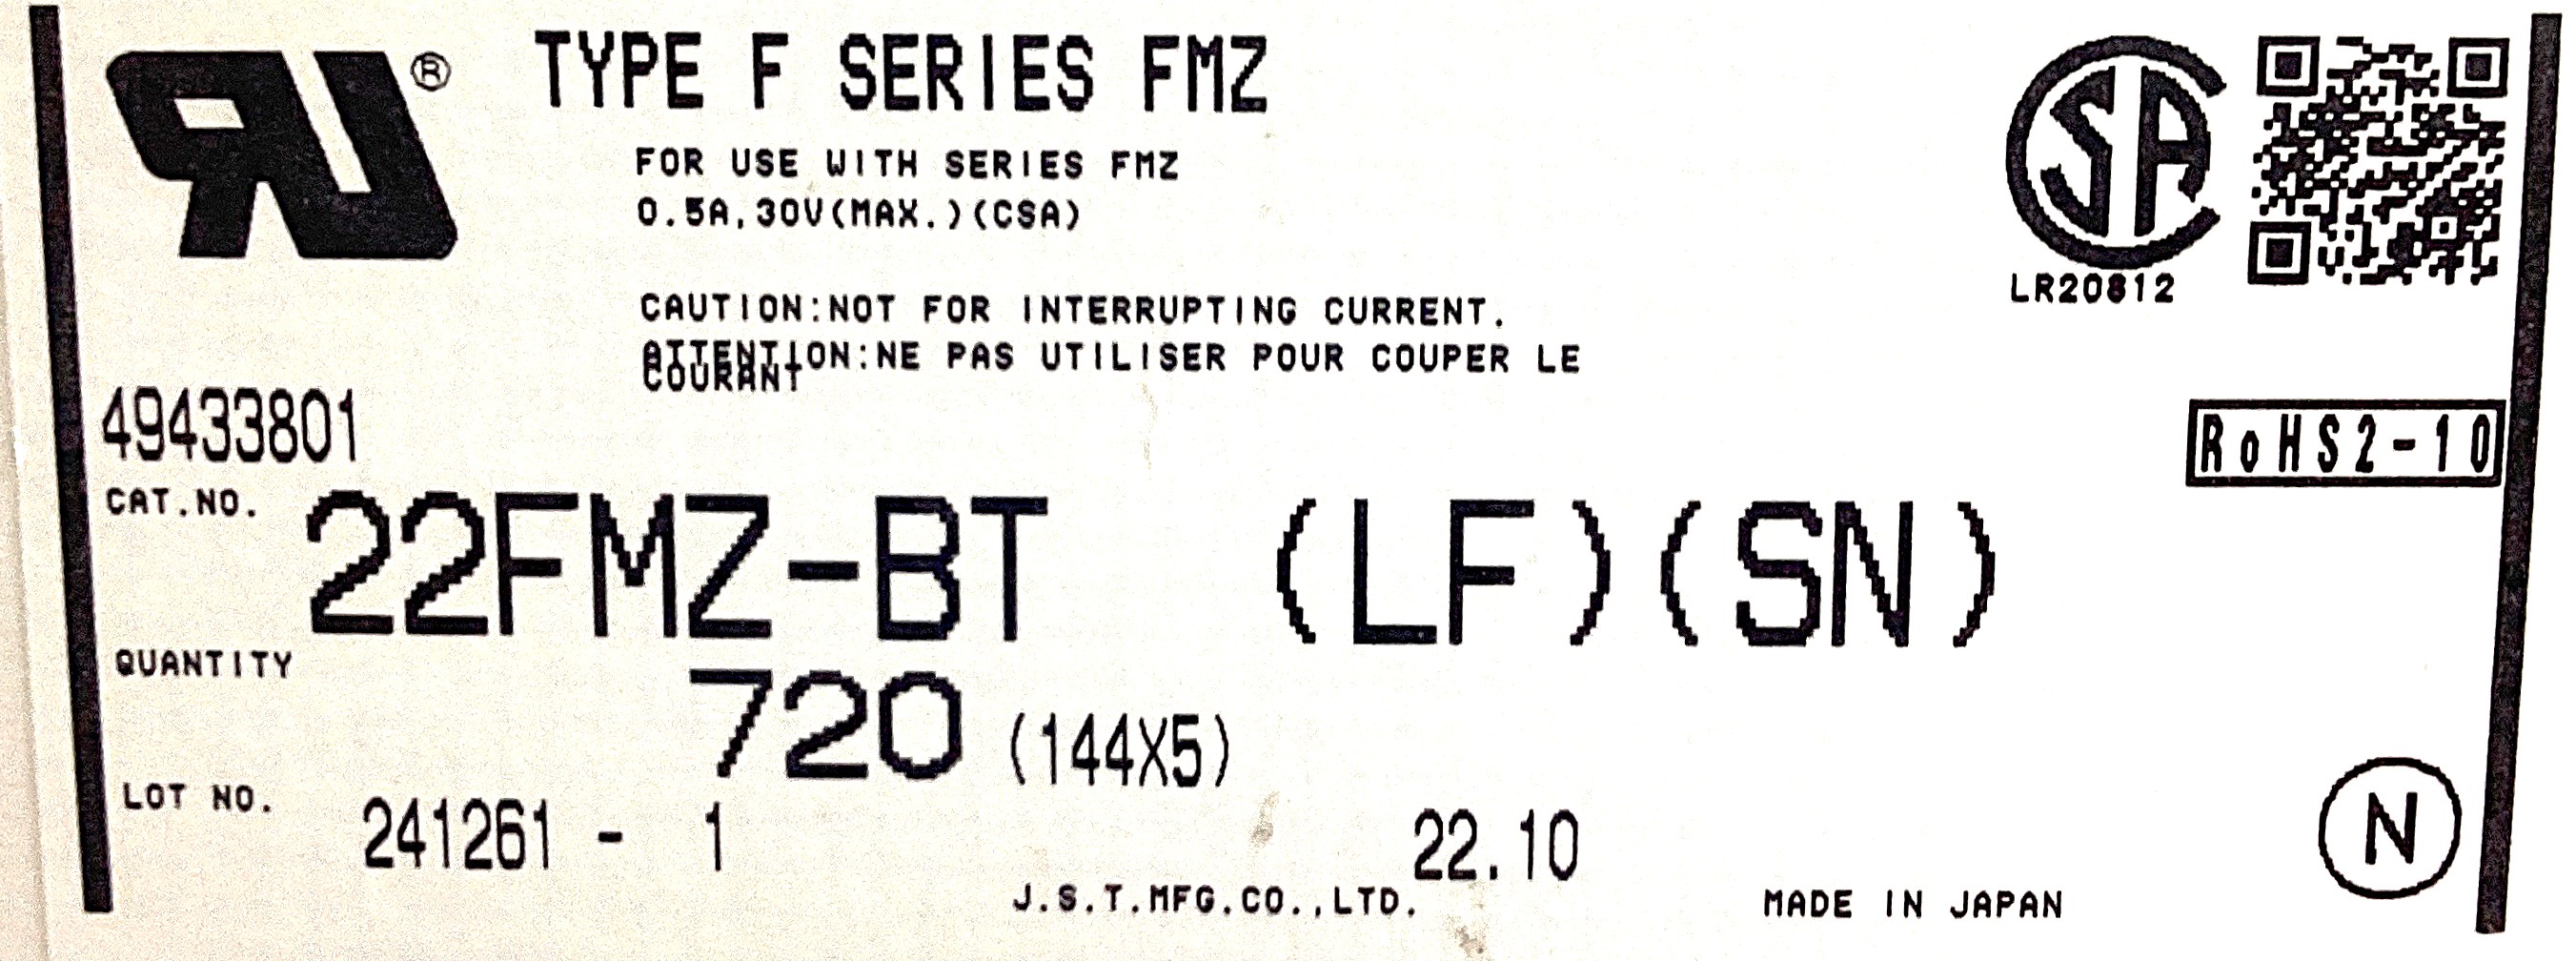 ®
TYPE F SERIES FMZ
FOR USE WITH SERIES FMZ
0.5A,30V(MAX.)(CSA)
LR20812
CAUTION:NOT FOR INTERRUPTING CURRENT.
ATTENTION:NE PAS UTILISER POUR COUPER LE
COURANT
49433801
RoHS2-10
CAT.NO. 22FMZ-BT (LF)(SN)
QUANTITY 720 (144X5)
LOT NO. 241261 - 1 22.10
N
J.S.T.MFG.CO.,LTD. MADE IN JAPAN